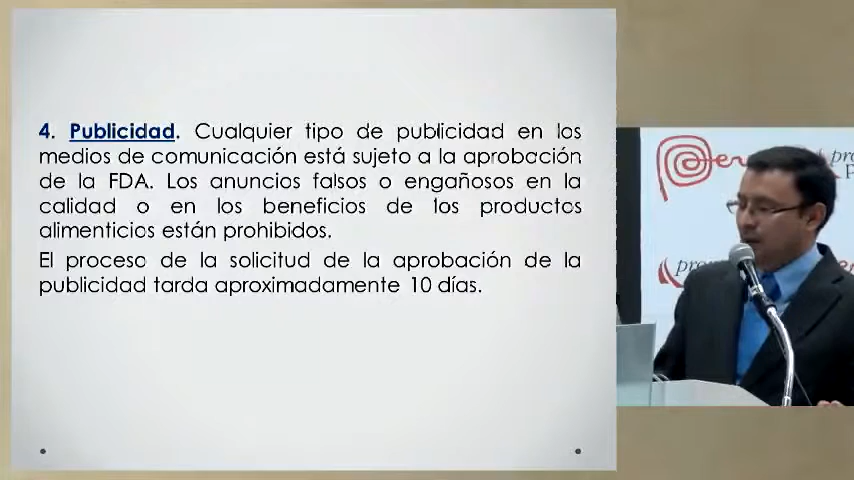 4. Publicidad. Cualquier tipo de publicidad en los
medios de comunicación está sujeto a la aprobación
de la FDA. Los anuncios falsos o engañosos en la
calidad o en los beneficios de los productos
alimenticios están prohibidos.
El proceso de la solicitud de la aprobación de la
publicidad tarda aproximadamente 10 días.